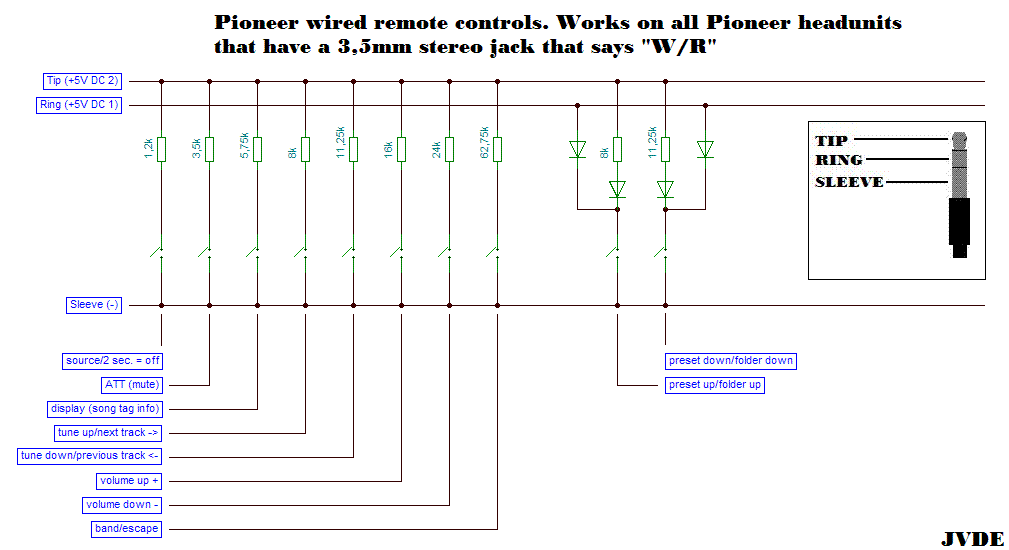 Pioneer wired remote controls. Works on all Pioneer headunits
that have a 3,5mm stereo jack that says "W/R"
Tip (+5V DC 2)
Ring (+5V DC 1)
1,2k
3,5k
5,75k
8k
11,25k
16k
24k
62,75k
8k
11,25k
TIP
RING
SLEEVE
Sleeve (-)
source/2 sec. = off
ATT (mute)
display (song tag info)
tune up/next track ->
tune down/previous track <-
volume up +
volume down -
band/escape
preset down/folder down
preset up/folder up
JVDE